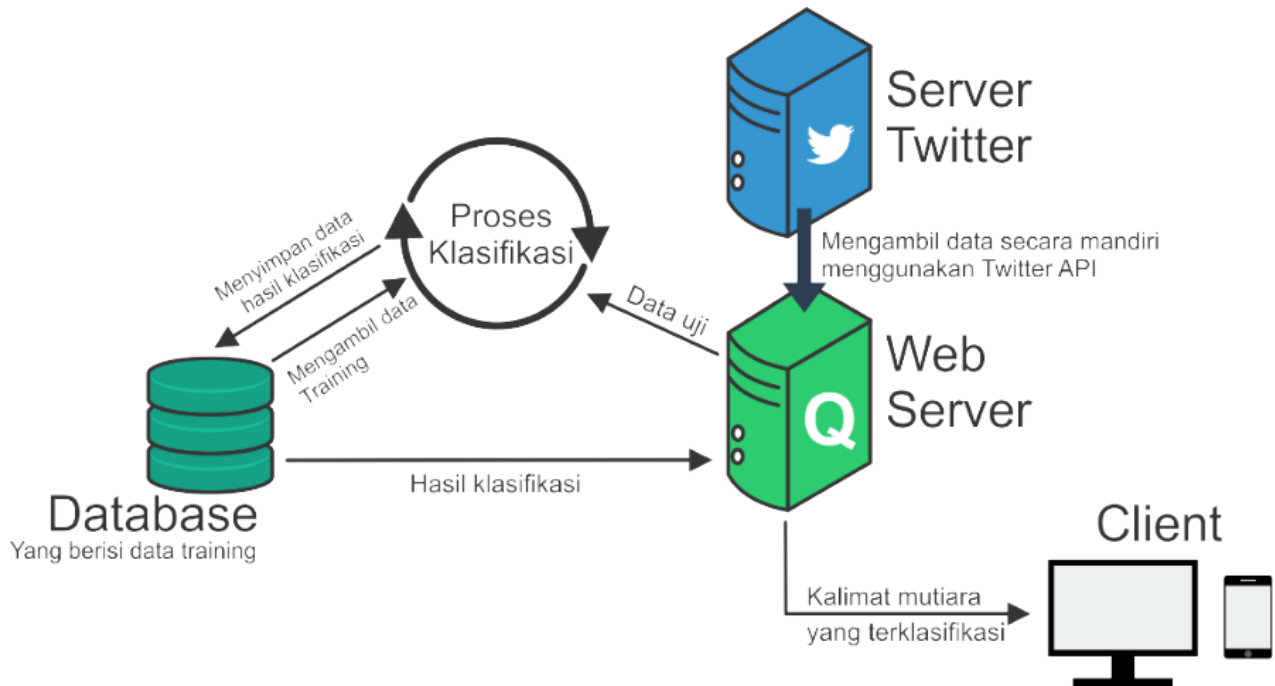 Server
Twitter
Mengambil data secara mandiri
menggunakan Twitter API
Proses
Klasifikasi
Menyimpan data
hasil klasifikasi
Mengambil data
Training
Data uji
Web
Server
Q
Hasil klasifikasi
Database
Yang berisi data training
Client
Kalimat mutiara
yang terklasifikasi